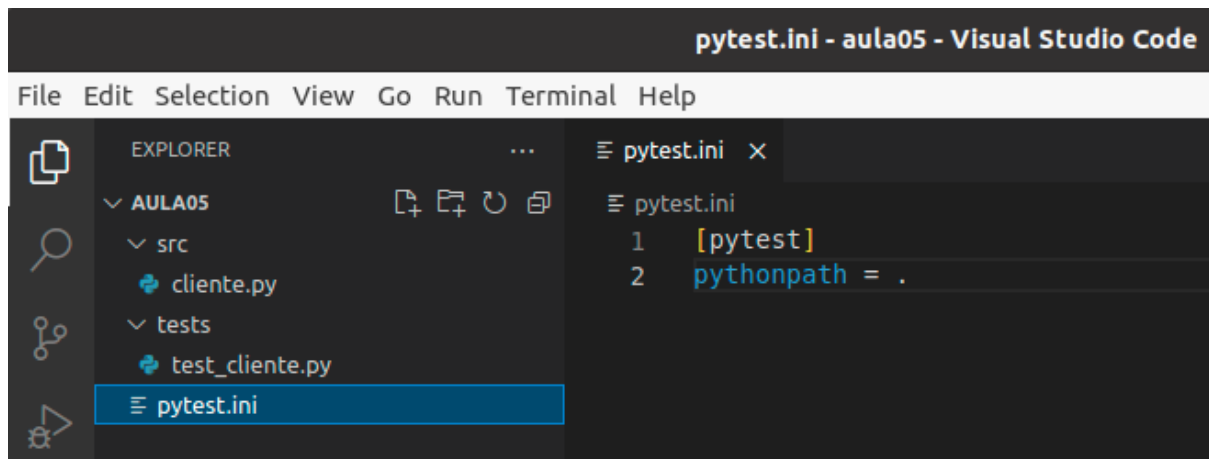 pytest.ini - aula05 - Visual Studio Code
File Edit Selection View Go Run Terminal Help
EXPLORER ...
AULA05
src
cliente.py
tests
test_cliente.py
pytest.ini
pytest.ini ×
pytest.ini
1 [pytest]
2 pythonpath = .